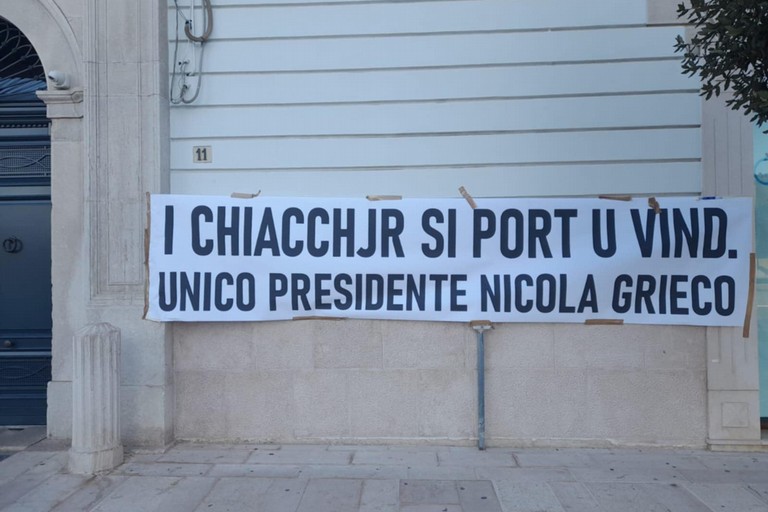 11
I CHIACCHJR SI PORT U VIND.
UNICO PRESIDENTE NICOLA GRIECO